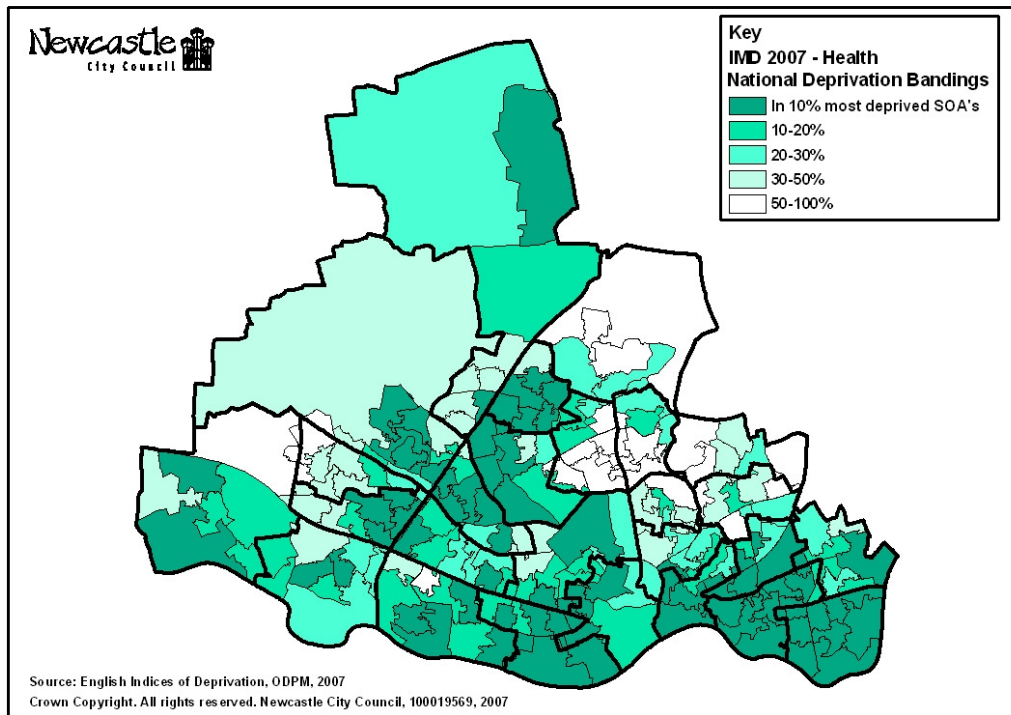 Newcastle
City Council
Key
IMD 2007 - Health
National Deprivation Bandings
In 10% most deprived SOA's
10-20%
20-30%
30-50%
50-100%
Source: English Indices of Deprivation, ODPM, 2007
Crown Copyright. All rights reserved. Newcastle City Council, 100019569, 2007